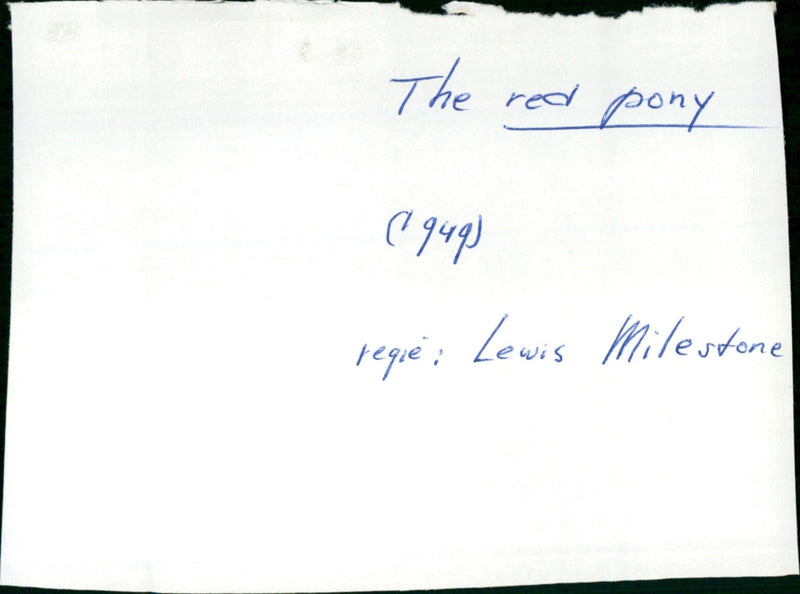 The red pony
(1949)
regie: Lewis Milestone